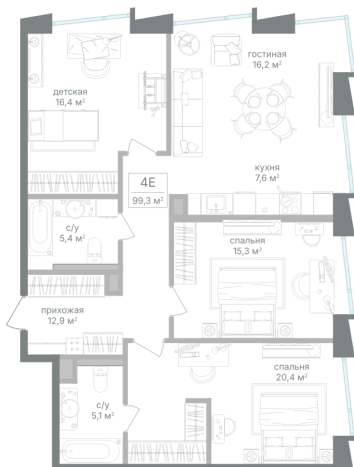 гостиная
16,2 м²
детская
16,4 м²
кухня
7,6 м²
4Е
99,3 м²
с/у
5,4 м²
спальня
15,3 м²
прихожая
12,9 м²
спальня
20,4 м²
с/у
5,1 м²